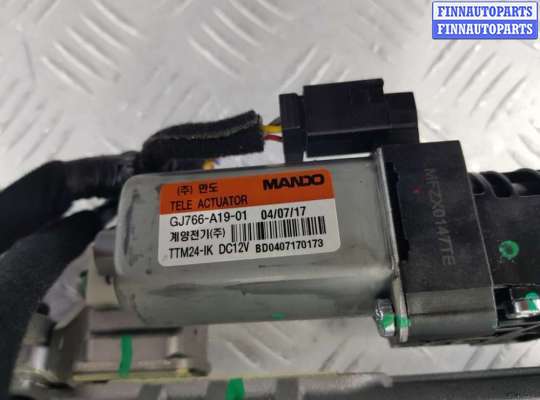 FINNAUTOPARTS
FINNAUTOPARTS
(주) 만도 MANDO
TELE ACTUATOR
GJ766-A19-01 04/07/17
계양전기(주)
TTM24-IK DC12V BD0407170173